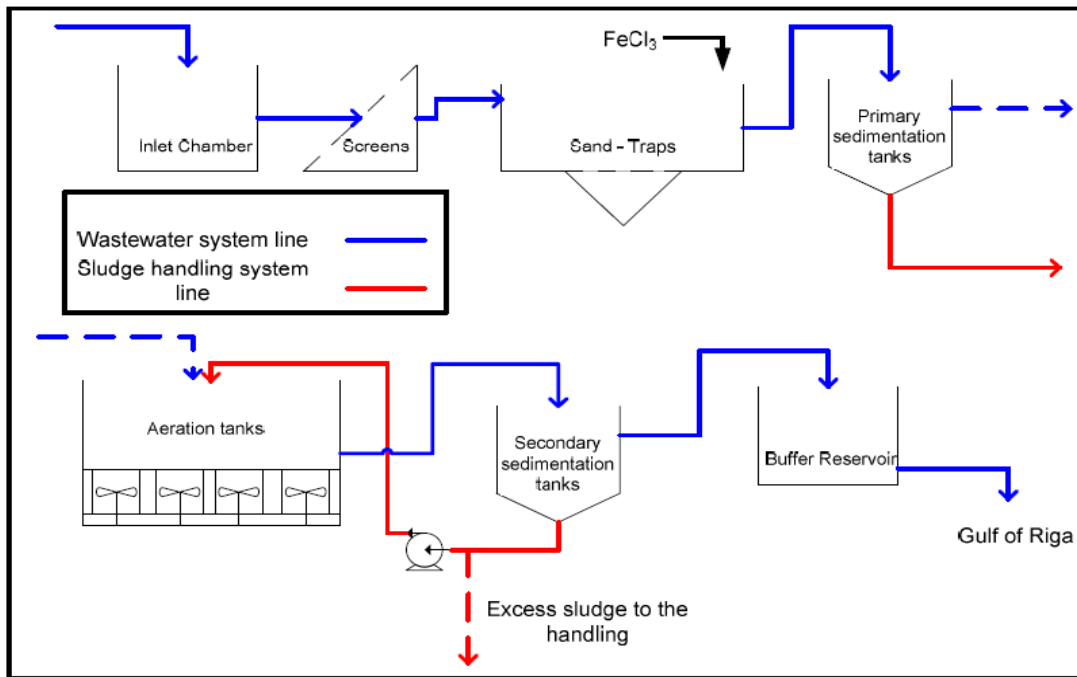 FeCl₃
Inlet Chamber
Screens
Sand - Traps
Primary
sedimentation
tanks
Wastewater system line
Sludge handling system
line
Aeration tanks
Secondary
sedimentation
tanks
Buffer Reservoir
Gulf of Riga
Excess sludge to the
handling